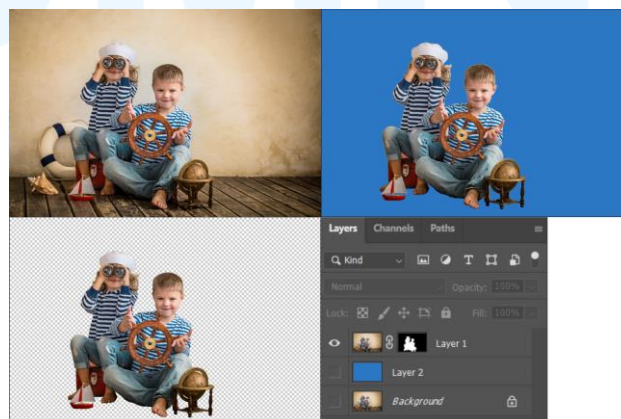 Layers Channels Paths
Kind
Normal Opacity: 100%
Lock: Fill: 100%
Layer 1
Layer 2
Background